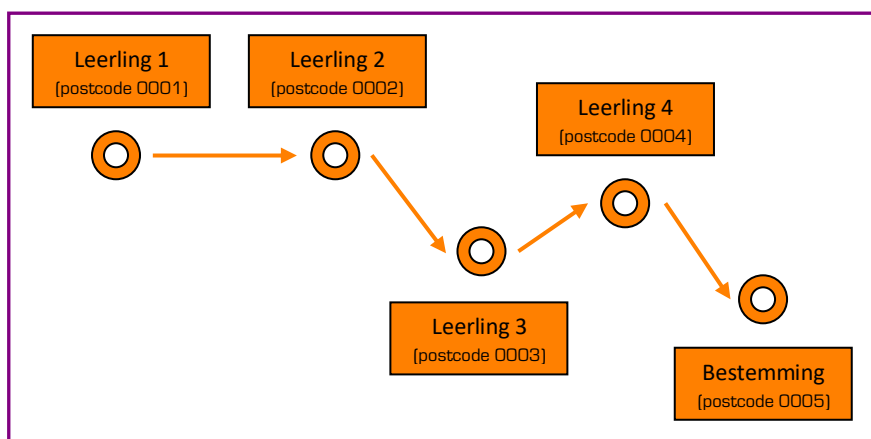 Leerling 1
(postcode 0001)
Leerling 2
(postcode 0002)
Leerling 4
(postcode 0004)
Leerling 3
(postcode 0003)
Bestemming
(postcode 0005)